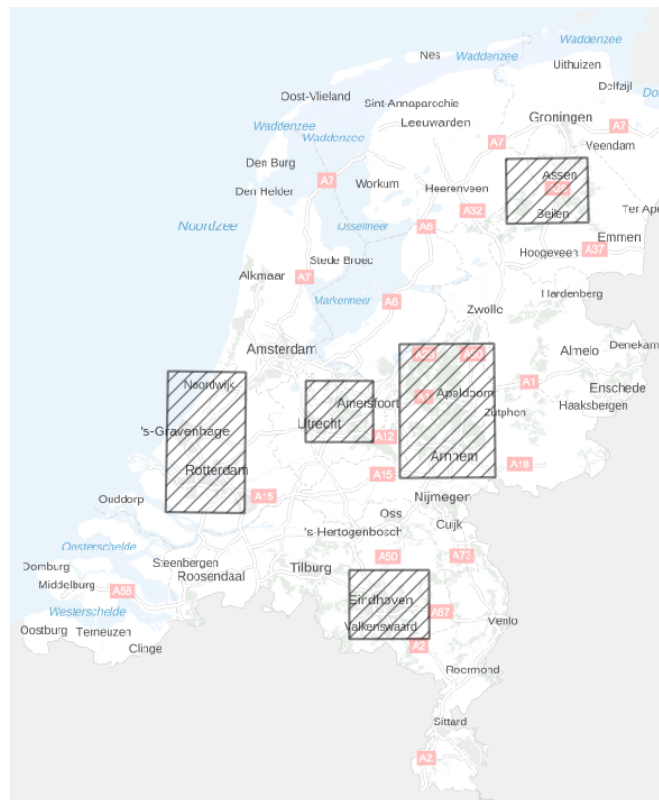 Waddenzee
Nes
Waddenzee
Uithuizen
Delfzijl
Oost-Vlieland
Sint-Annaparochie
Groningen
Waddenzee
Leeuwarden
A7
Waddenzee
A7
Veendam
Den Burg
Assen
A7
Workum
Heerenveen
Den Helder
A32
Beilen
Ter Ape
Noordzee
IJsselmeer
A6
Emmen
Hoogeveen
A37
Stede Broec
Alkmaar
A7
Markermeer
A6
Hardenberg
Zwolle
Amsterdam
Almelo
Denekam
Noordwijk
A1
Enschede
Amersfoort
Apeldoorn
Haaksbergen
Zutphen
Utrecht
's-Gravenhage
A12
Arnhem
Rotterdam
A15
A18
A15
Nijmegen
Ouddorp
Oss
Cuijk
's-Hertogenbosch
Oosterschelde
A50
A73
Steenbergen
Domburg
Tilburg
Roosendaal
Middelburg
A58
Eindhoven
Westerschelde
A67
Venlo
Valkenswaard
Oostburg
Terneuzen
A2
Clinge
Roermond
Sittard
A2